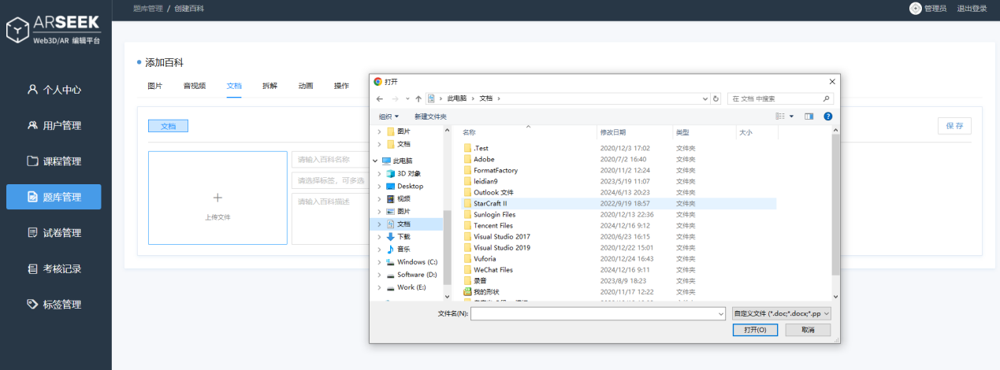 题库管理 / 创建百科
管理员 退出登录
ARSEEK
Web3D/AR 编辑平台
个人中心
用户管理
课程管理
题库管理
试卷管理
考核记录
标签管理
添加百科
图片 音视频 文档 拆解 动画 操作
文档
保存
上传文件
请输入百科名称
请选择标签，可多选
请输入百科描述
打开
此电脑 › 文档 ›
在 文档 中搜索
组织 新建文件夹
图片
文档
此电脑
3D 对象
Desktop
视频
图片
文档
下载
音乐
Windows (C:)
Software (D:)
Work (E:)
名称 修改日期 类型 大小
.Test 2020/12/3 17:02 文件夹
Adobe 2020/7/2 16:40 文件夹
FormatFactory 2020/11/2 12:24 文件夹
leidian9 2023/5/19 11:07 文件夹
Outlook 文件 2024/6/13 20:23 文件夹
StarCraft II 2022/9/19 18:57 文件夹
Sunlogin Files 2020/12/13 22:36 文件夹
Tencent Files 2024/12/16 9:12 文件夹
Visual Studio 2017 2020/6/23 16:15 文件夹
Visual Studio 2019 2020/12/22 15:01 文件夹
Vuforia 2020/12/24 16:43 文件夹
WeChat Files 2024/12/16 9:11 文件夹
录音 2023/8/9 18:23 文件夹
我的形状 2020/11/17 12:22 文件夹
文件名(N):
自定义文件 (*.doc;*.docx;*.pp
打开(O) 取消